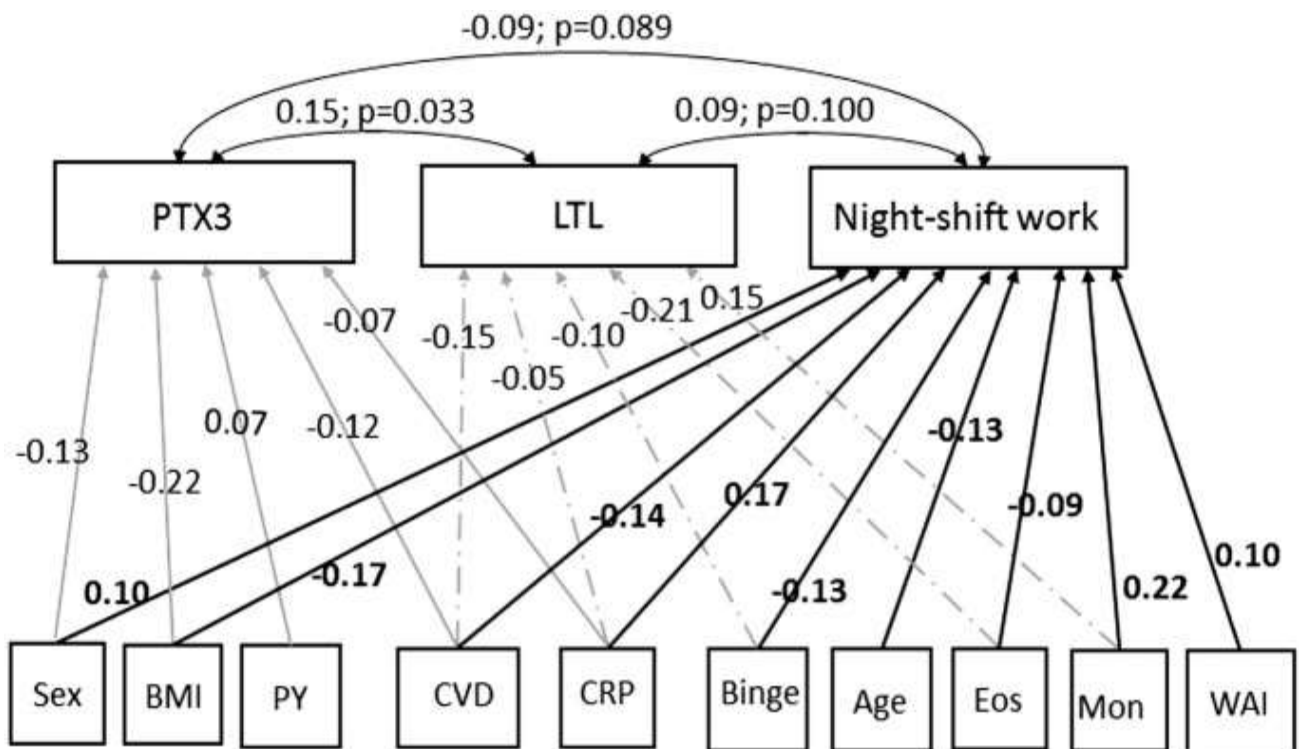 -0.09; p=0.089
0.15; p=0.033
0.09; p=0.100
PTX3
LTL
Night-shift work
-0.07
-0.15
-0.10
-0.21
0.15
-0.05
-0.13
-0.22
0.07
-0.12
-0.13
-0.14
0.17
-0.09
0.10
-0.17
-0.13
0.22
0.10
Sex
BMI
PY
CVD
CRP
Binge
Age
Eos
Mon
WAI